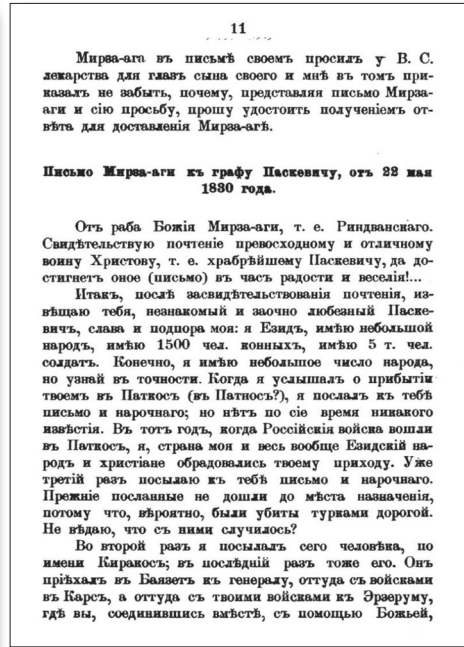 11
Мирза-ага въ письмѣ своемъ просилъ у В. С.
лекарства для глазъ сына своего и мнѣ въ томъ при-
казалъ не забыть, почему, представляя письмо Мирза-
аги и сію просьбу, прошу удостоить полученіемъ от-
вѣта для доставленія Мирза-агѣ.
Письмо Мирза-аги къ графу Паскевичу, отъ 22 мая
1830 года.
Отъ раба Божія Мирза-аги, т. е. Риндванскаго.
Свидѣтельствую почтеніе превосходному и отличному
воину Христову, т. е. храбрѣйшему Паскевичу, да до-
стигнетъ оное (письмо) въ часъ радости и веселія!...
Итакъ, послѣ засвидѣтельствованія почтенія, из-
вѣщаю тебя, незнакомый и заочно любезный Паске-
вичъ, слава и подпора моя: я Езидъ, имѣю небольшой
народъ, имѣю 1500 чел. конныхъ, имѣю 5 т. чел.
солдатъ. Конечно, я имѣю небольшое число народа,
но узнай въ точности. Когда я услышалъ о прибытіи
твоемъ въ Паткосъ (въ Патносъ?), я послалъ къ тебѣ
письмо и нарочнаго; но нѣтъ по сіе время никакого
извѣстія. Въ тотъ годъ, когда Россійскія войска вошли
въ Паткосъ, я, страна моя и весь вообще Езидскій на-
родъ и христіане обрадовались твоему приходу. Уже
третій разъ посылаю къ тебѣ письмо и нарочнаго.
Прежніе посланные не дошли до мѣста назначенія,
потому что, вѣроятно, были убиты турками дорогой.
Не вѣдаю, что съ ними случилось?
Во второй разъ я посылалъ сего человѣка, по
имени Киракосъ; въ послѣдній разъ тоже его. Онъ
пріѣхалъ въ Баязетъ къ генералу, оттуда съ войсками
въ Карсъ, а оттуда съ твоими войсками къ Эрзеруму,
гдѣ вы, соединившись вмѣстѣ, съ помощью Божьей,